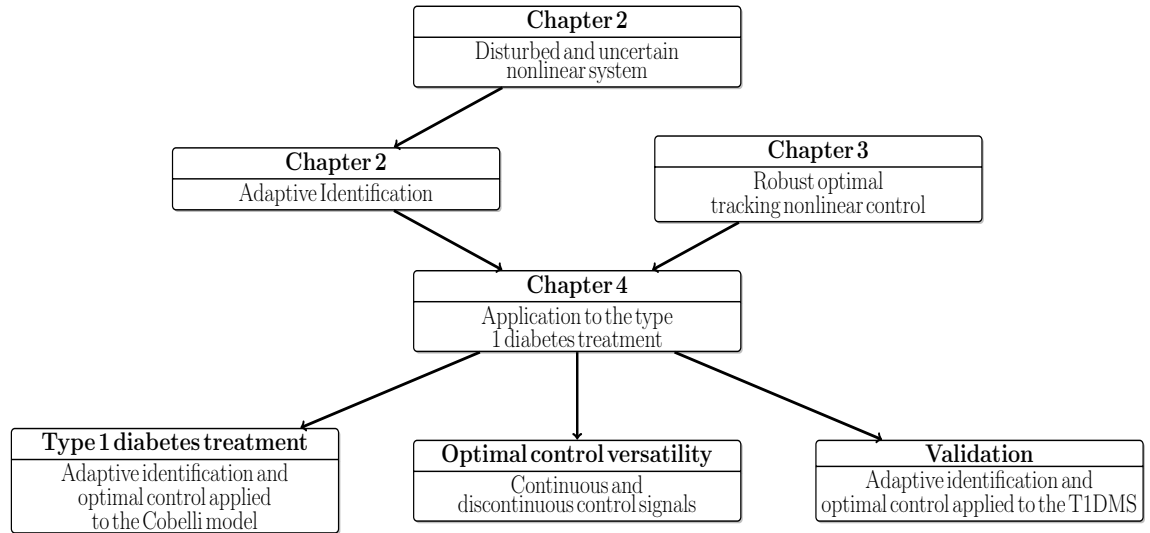 Chapter 2
Disturbed and uncertain
nonlinear system
Chapter 2
Adaptive Identification
Chapter 3
Robust optimal
tracking nonlinear control
Chapter 4
Application to the type
1 diabetes treatment
Type 1 diabetes treatment
Adaptive identification and
optimal control applied
to the Cobelli model
Optimal control versatility
Continuous and
discontinuous control signals
Validation
Adaptive identification and
optimal control applied to the T1DMS